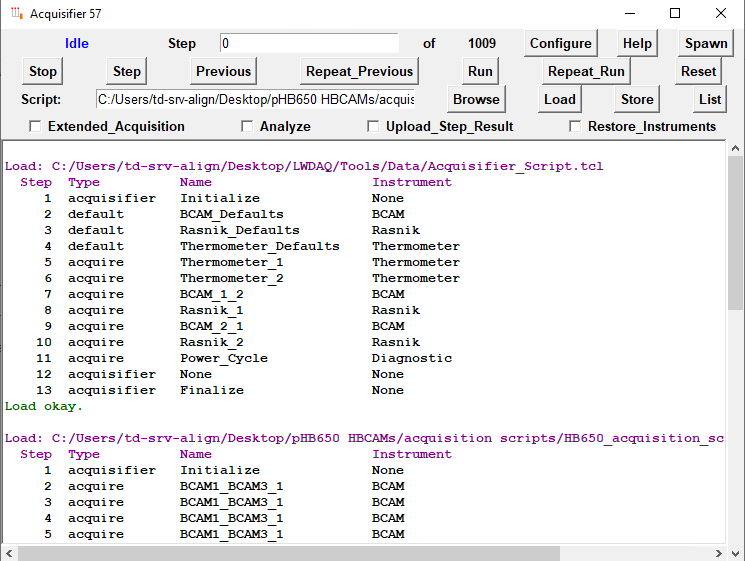 Acquisifier 57
Idle Step 0 of 1009 Configure Help Spawn
Stop Step Previous Repeat_Previous Run Repeat_Run Reset
Script: C:/Users/td-srv-align/Desktop/pHB650 HBCAMs/acquis Browse Load Store List
Extended_Acquisition Analyze Upload_Step_Result Restore_Instruments
Load: C:/Users/td-srv-align/Desktop/LWDAQ/Tools/Data/Acquisifier_Script.tcl
Step Type Name Instrument
1 acquisifier Initialize None
2 default BCAM_Defaults BCAM
3 default Rasnik_Defaults Rasnik
4 default Thermometer_Defaults Thermometer
5 acquire Thermometer_1 Thermometer
6 acquire Thermometer_2 Thermometer
7 acquire BCAM_1_2 BCAM
8 acquire Rasnik_1 Rasnik
9 acquire BCAM_2_1 BCAM
10 acquire Rasnik_2 Rasnik
11 acquire Power_Cycle Diagnostic
12 acquisifier None None
13 acquisifier Finalize None
Load okay.
Load: C:/Users/td-srv-align/Desktop/pHB650 HBCAMs/acquisition scripts/HB650_acquisition_sc
Step Type Name Instrument
1 acquisifier Initialize None
2 acquire BCAM1_BCAM3_1 BCAM
3 acquire BCAM1_BCAM3_1 BCAM
4 acquire BCAM1_BCAM3_1 BCAM
5 acquire BCAM1_BCAM3_1 BCAM